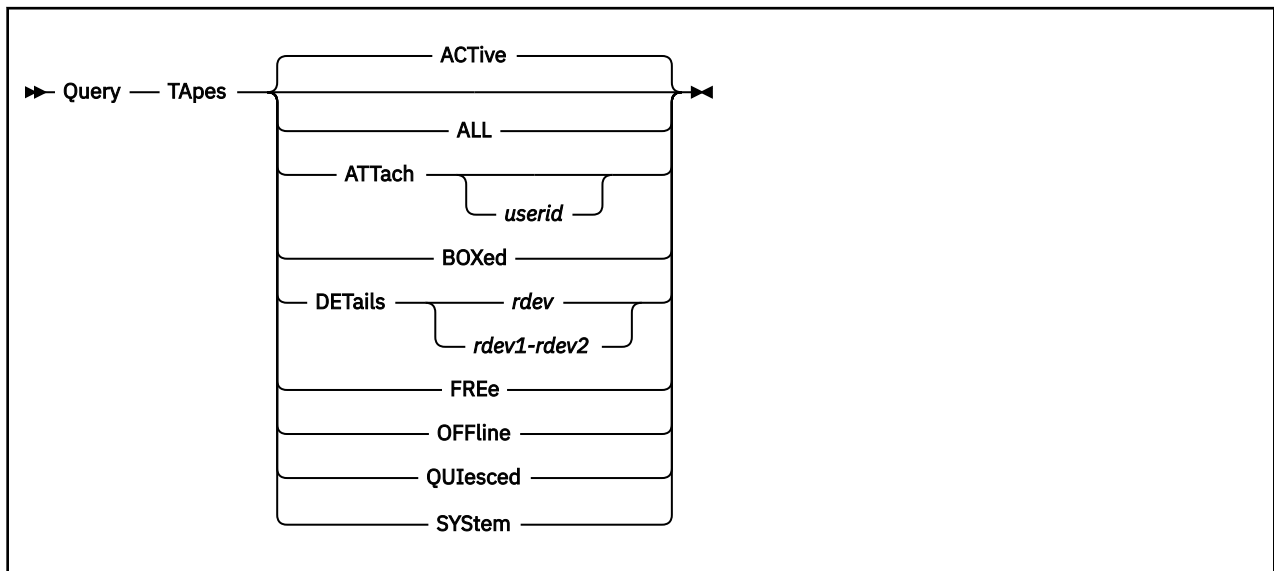 ACTive
Query TApes
ALL
ATTach
userid
BOXed
DETails rdev
rdev1-rdev2
FREe
OFFline
QUIesced
SYStem